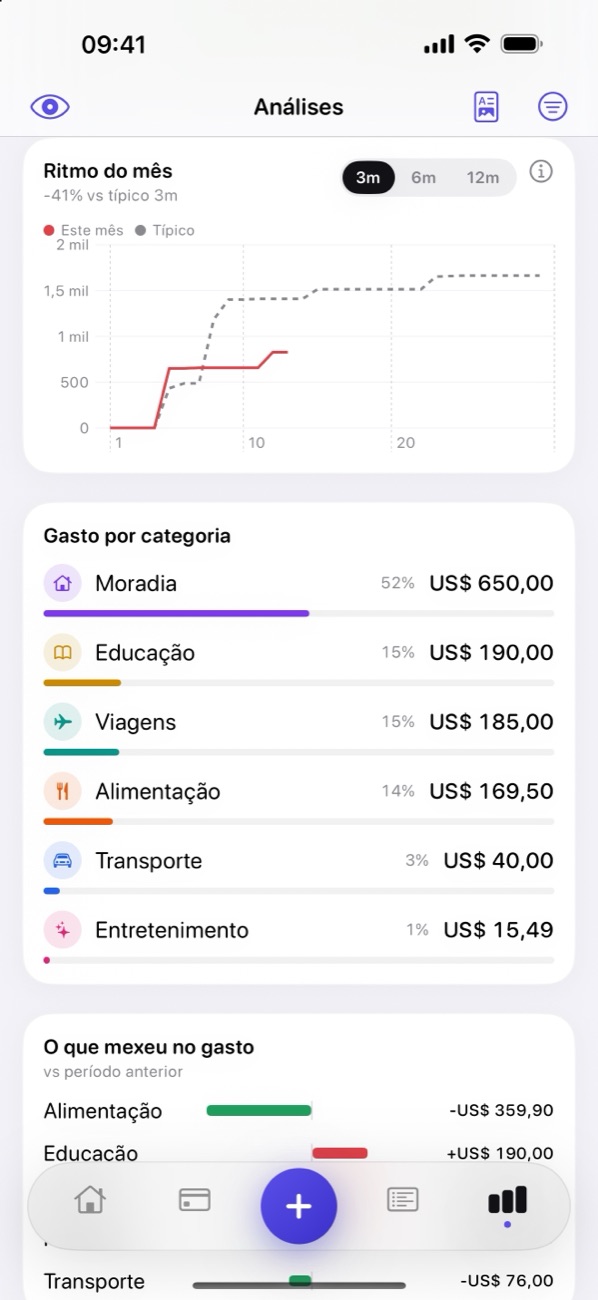 09:41
Análises
Ritmo do mês
-41% vs típico 3m
3m 6m 12m
Este mês Típico
2 mil
1,5 mil
1 mil
500
0
1 10 20
Gasto por categoria
Moradia 52% US$ 650,00
Educação 15% US$ 190,00
Viagens 15% US$ 185,00
Alimentação 14% US$ 169,50
Transporte 3% US$ 40,00
Entretenimento 1% US$ 15,49
O que mexeu no gasto
vs período anterior
Alimentação -US$ 359,90
Educação +US$ 190,00
Transporte -US$ 76,00